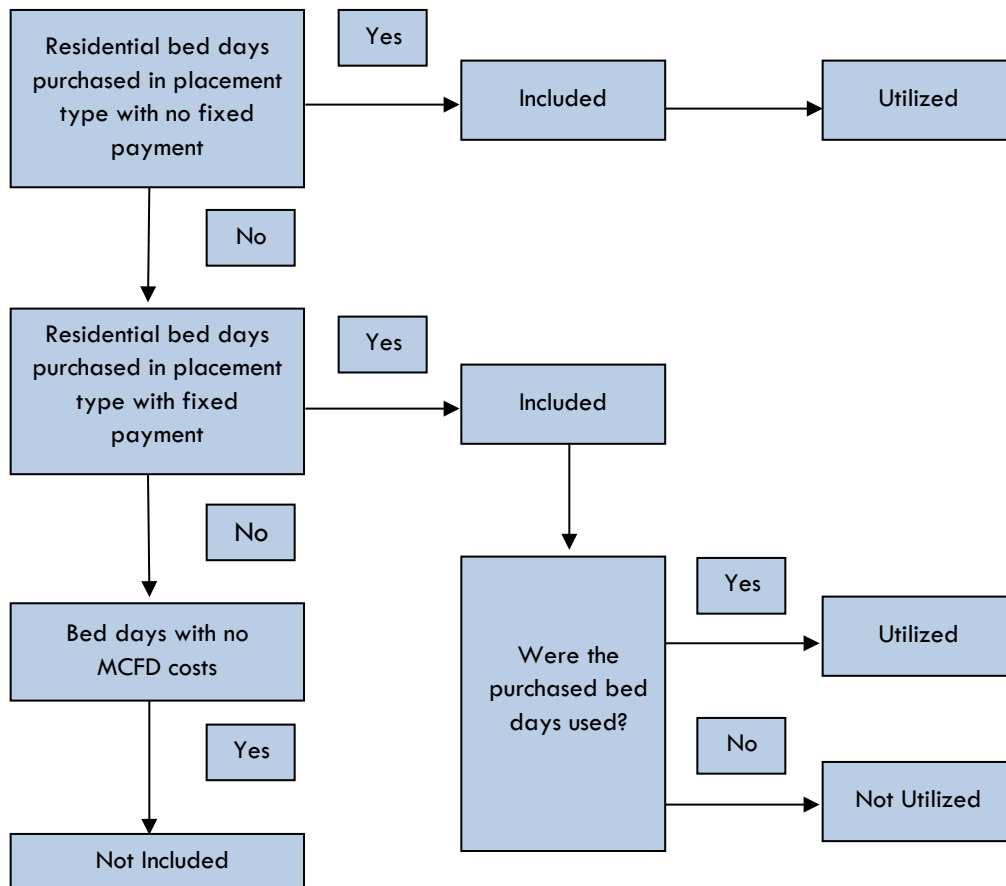 Residential bed days
purchased in placement
type with no fixed
payment
Yes
Included
Utilized
No
Residential bed days
purchased in placement
type with fixed
payment
Yes
Included
No
Bed days with no
MCFD costs
Were the
purchased bed
days used?
Yes
Utilized
No
Not Utilized
Yes
Not Included